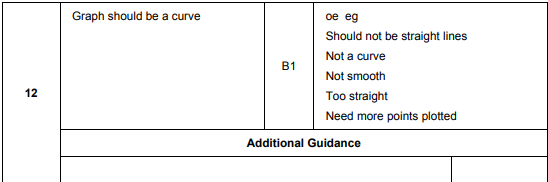 Graph should be a curve
oe eg
Should not be straight lines
Not a curve
B1
Not smooth
12
Too straight
Need more points plotted
Additional Guidance